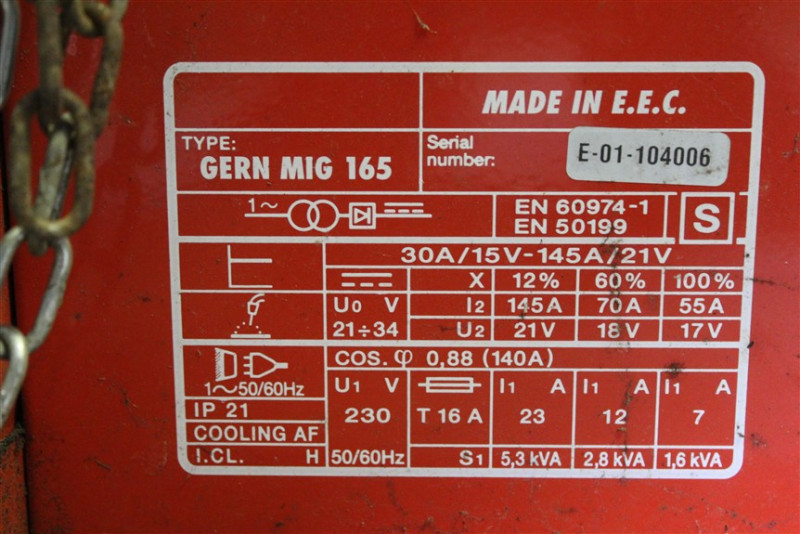 MADE IN E.E.C.
TYPE:
GERN MIG 165
Serial
number:
E-01-104006
1~
EN 60974-1
EN 50199
S
30A/15V-145A/21V
X 12% 60% 100%
U0 V
I2 145A 70A 55A
21÷34
U2 21V 18V 17V
COS. φ 0,88 (140A)
1~50/60Hz
U1 V
I1 A I1 A I1 A
230
T 16 A
23 12 7
IP 21
COOLING AF
I.CL. H
50/60Hz
S1 5,3 kVA 2,8 kVA 1,6 kVA